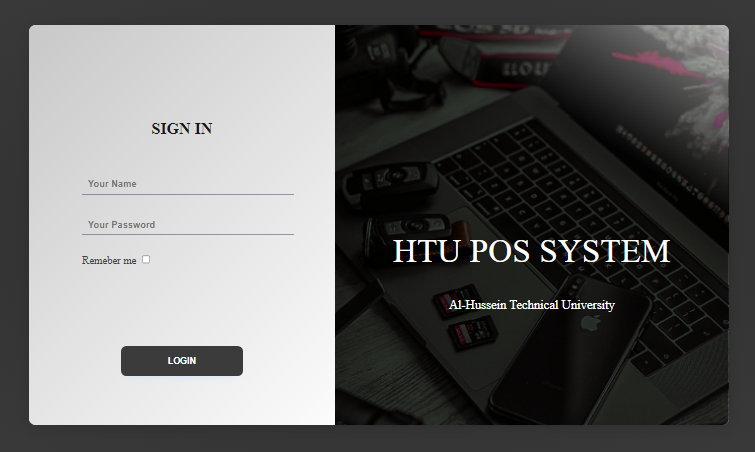 SIGN IN
Your Name
Your Password
Remeber me
LOGIN
HTU POS SYSTEM
Al-Hussein Technical University